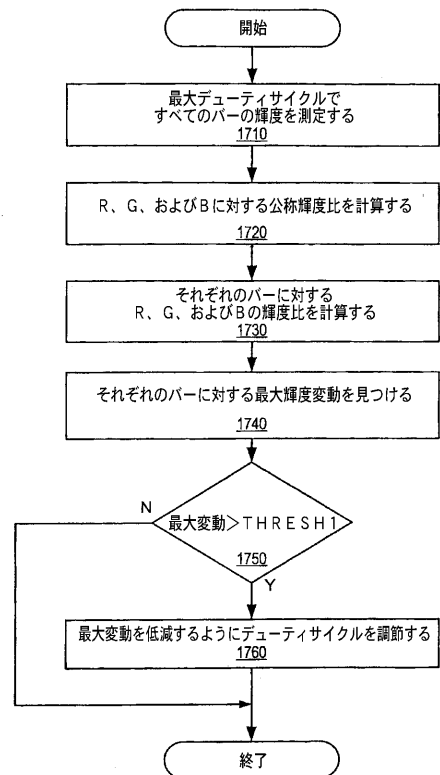 開始
最大デューティサイクルで
すべてのバーの輝度を測定する
1710
R、G、およびBに対する公称輝度比を計算する
1720
それぞれのバーに対する
R、G、およびBの輝度比を計算する
1730
それぞれのバーに対する最大輝度変動を見つける
1740
N
最大変動>THRESH1
1750
Y
最大変動を低減するようにデューティサイクルを調節する
1760
終了